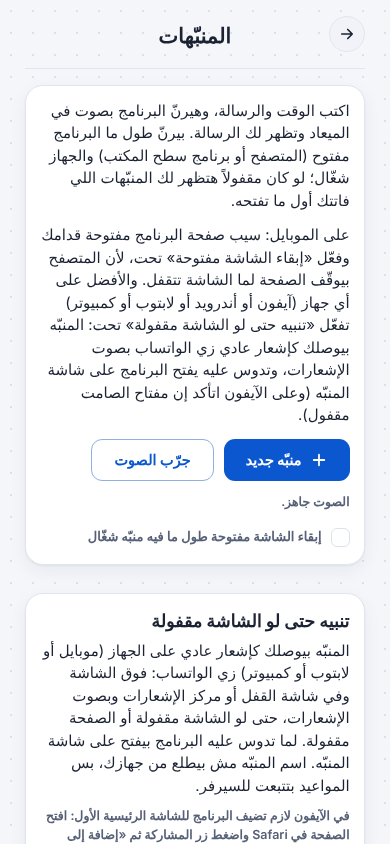 المنبّهات
اكتب الوقت والرسالة، وهيرنّ البرنامج بصوت في
الميعاد وتظهر لك الرسالة. بيرنّ طول ما البرنامج
مفتوح (المتصفح أو برنامج سطح المكتب) والجهاز
شغّال؛ لو كان مقفولاً هتظهر لك المنبّهات اللي
فاتتك أول ما تفتحه.
على الموبايل: سيب صفحة البرنامج مفتوحة قدامك
وفعّل «إبقاء الشاشة مفتوحة» تحت، لأن المتصفح
بيوقّف الصفحة لما الشاشة تتقفل. والأفضل على
أي جهاز (آيفون أو أندرويد أو لابتوب أو كمبيوتر)
تفعّل «تنبيه حتى لو الشاشة مقفولة» تحت: المنبّه
بيوصلك كإشعار عادي زي الواتساب بصوت
الإشعارات، وتدوس عليه يفتح البرنامج على شاشة
المنبّه (وعلى الآيفون اتأكد إن مفتاح الصامت
مقفول).
منبّه جديد
جرّب الصوت
الصوت جاهز.
إبقاء الشاشة مفتوحة طول ما فيه منبّه شغّال
تنبيه حتى لو الشاشة مقفولة
المنبّه بيوصلك كإشعار عادي على الجهاز (موبايل أو
لابتوب أو كمبيوتر) زي الواتساب: فوق الشاشة
وفي شاشة القفل أو مركز الإشعارات وبصوت
الإشعارات، حتى لو الشاشة مقفولة أو الصفحة
مقفولة. لما تدوس عليه البرنامج بيفتح على شاشة
المنبّه. اسم المنبّه مش بيطلع من جهازك، بس
المواعيد بتتبعت للسيرفر.
في الآيفون لازم تضيف البرنامج للشاشة الرئيسية الأول: افتح
الصفحة في Safari واضغط زر المشاركة ثم «إضافة إلى